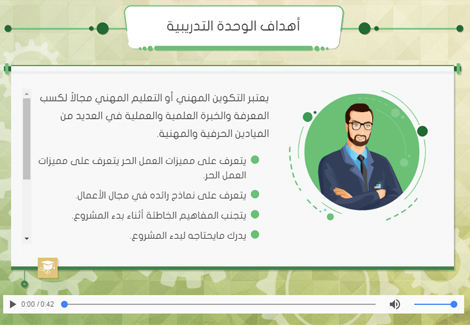 أهداف الوحدة التدريبية
يعتبر التكوين المهني أو التعليم المهني مجالاً لكسب
المعرفة والخبرة العلمية والعملية في العديد من
الميادين الحرفية والمهنية.
يتعرف على مميزات العمل الحر يتعرف على مميزات
العمل الحر.
يتعرف على نماذج رائده في مجال الأعمال.
يتجنب المفاهيم الخاطئة أثناء بدء المشروع.
يدرك مايحتاجه لبدء المشروع.
0:00 / 0:42